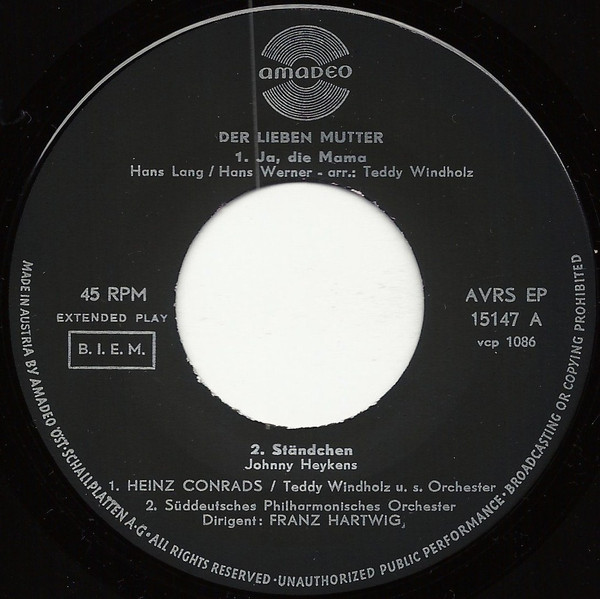 amadeo
DER LIEBEN MUTTER
1. Ja, die Mama
Hans Lang / Hans Werner - arr.: Teddy Windholz
45 RPM
EXTENDED PLAY
B. I. E. M.
AVRS EP
15147 A
vcp 1086
2. Ständchen
Johnny Heykens
1. HEINZ CONRADS / Teddy Windholz u. s. Orchester
2. Süddeutsches Philharmonisches Orchester
Dirigent: FRANZ HARTWIG,
MADE IN AUSTRIA BY AMADEO ÖST. SCHALLPLATTEN A·G· ALL RIGHTS RESERVED · UNAUTHORIZED PUBLIC PERFORMANCE · BROADCASTING OR COPYING PROHIBITED